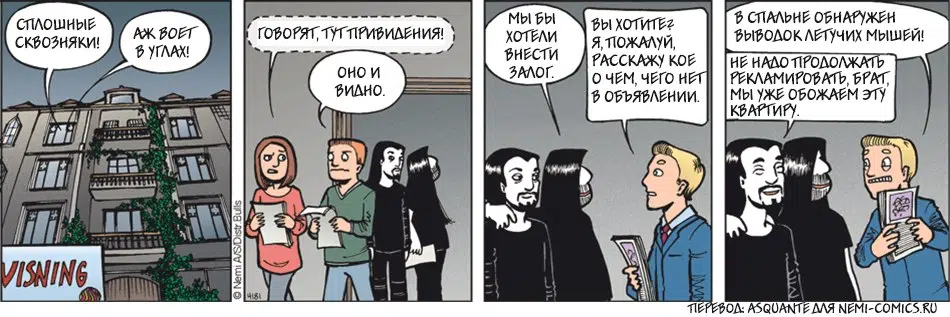 СПЛОШНЫЕ
СКВОЗНЯКИ!
АЖ ВОЕТ
В УГЛАХ!
VISNING
ГОВОРЯТ, ТУТ ПРИВИДЕНИЯ!
ОНО И
ВИДНО.
© Nemi A/S/Distr. Bulls
МЫ БЫ
ХОТЕЛИ
ВНЕСТИ
ЗАЛОГ.
ВЫ ХОТИТЕ?
Я, ПОЖАЛУЙ,
РАССКАЖУ КОЕ
О ЧЕМ, ЧЕГО НЕТ
В ОБЪЯВЛЕНИИ.
В СПАЛЬНЕ ОБНАРУЖЕН
ВЫВОДОК ЛЕТУЧИХ МЫШЕЙ!
НЕ НАДО ПРОДОЛЖАТЬ
РЕКЛАМИРОВАТЬ, БРАТ,
МЫ УЖЕ ОБОЖАЕМ ЭТУ
КВАРТИРУ.
ПЕРЕВОД: ASQUANTE ДЛЯ NEMI-COMICS.RU